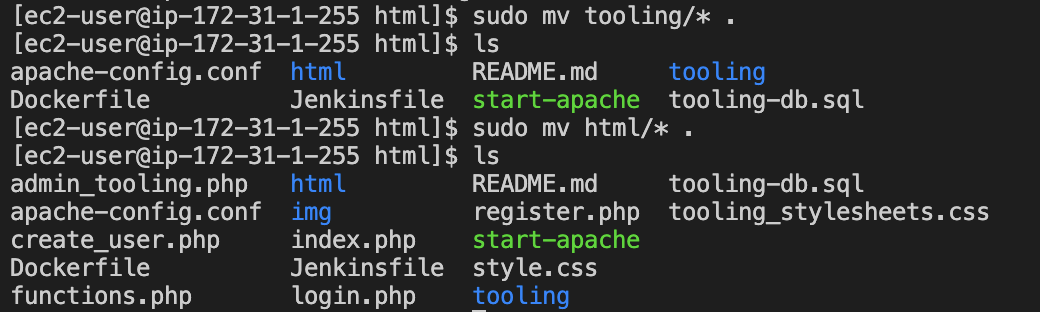 [ec2-user@ip-172-31-1-255 html]$ sudo mv tooling/* .
[ec2-user@ip-172-31-1-255 html]$ ls
apache-config.conf  html         README.md     tooling
Dockerfile          Jenkinsfile  start-apache  tooling-db.sql
[ec2-user@ip-172-31-1-255 html]$ sudo mv html/* .
[ec2-user@ip-172-31-1-255 html]$ ls
admin_tooling.php   html         README.md     tooling-db.sql
apache-config.conf  img          register.php  tooling_stylesheets.css
create_user.php     index.php    start-apache
Dockerfile          Jenkinsfile  style.css
functions.php       login.php    tooling